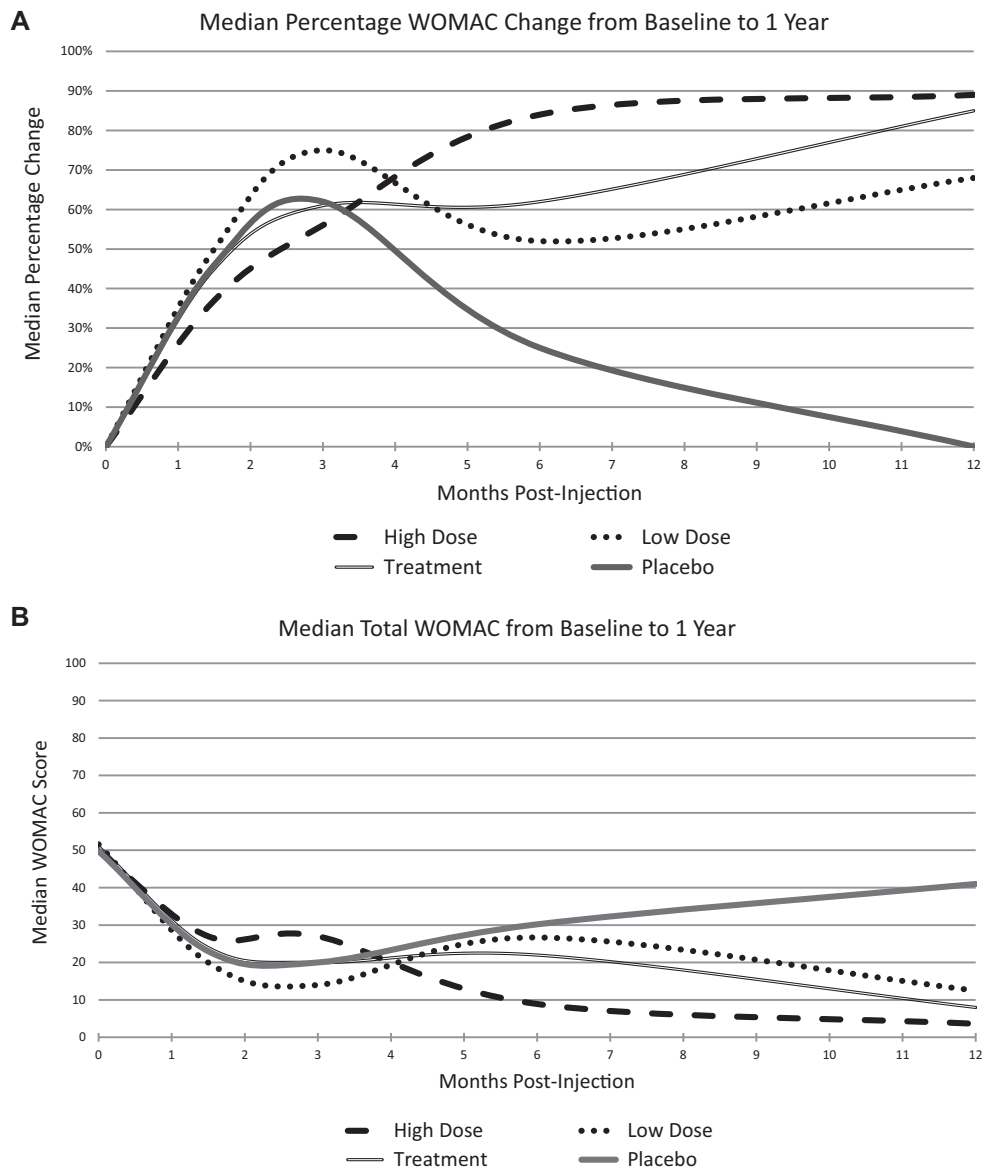 A
Median Percentage WOMAC Change from Baseline to 1 Year
Median Percentage Change
100%
90%
80%
70%
60%
50%
40%
30%
20%
10%
0%
0 1 2 3 4 5 6 7 8 9 10 11 12
Months Post-Injection
High Dose Low Dose
Treatment Placebo
B
Median Total WOMAC from Baseline to 1 Year
Median WOMAC Score
100
90
80
70
60
50
40
30
20
10
0
0 1 2 3 4 5 6 7 8 9 10 11 12
Months Post-Injection
High Dose Low Dose
Treatment Placebo